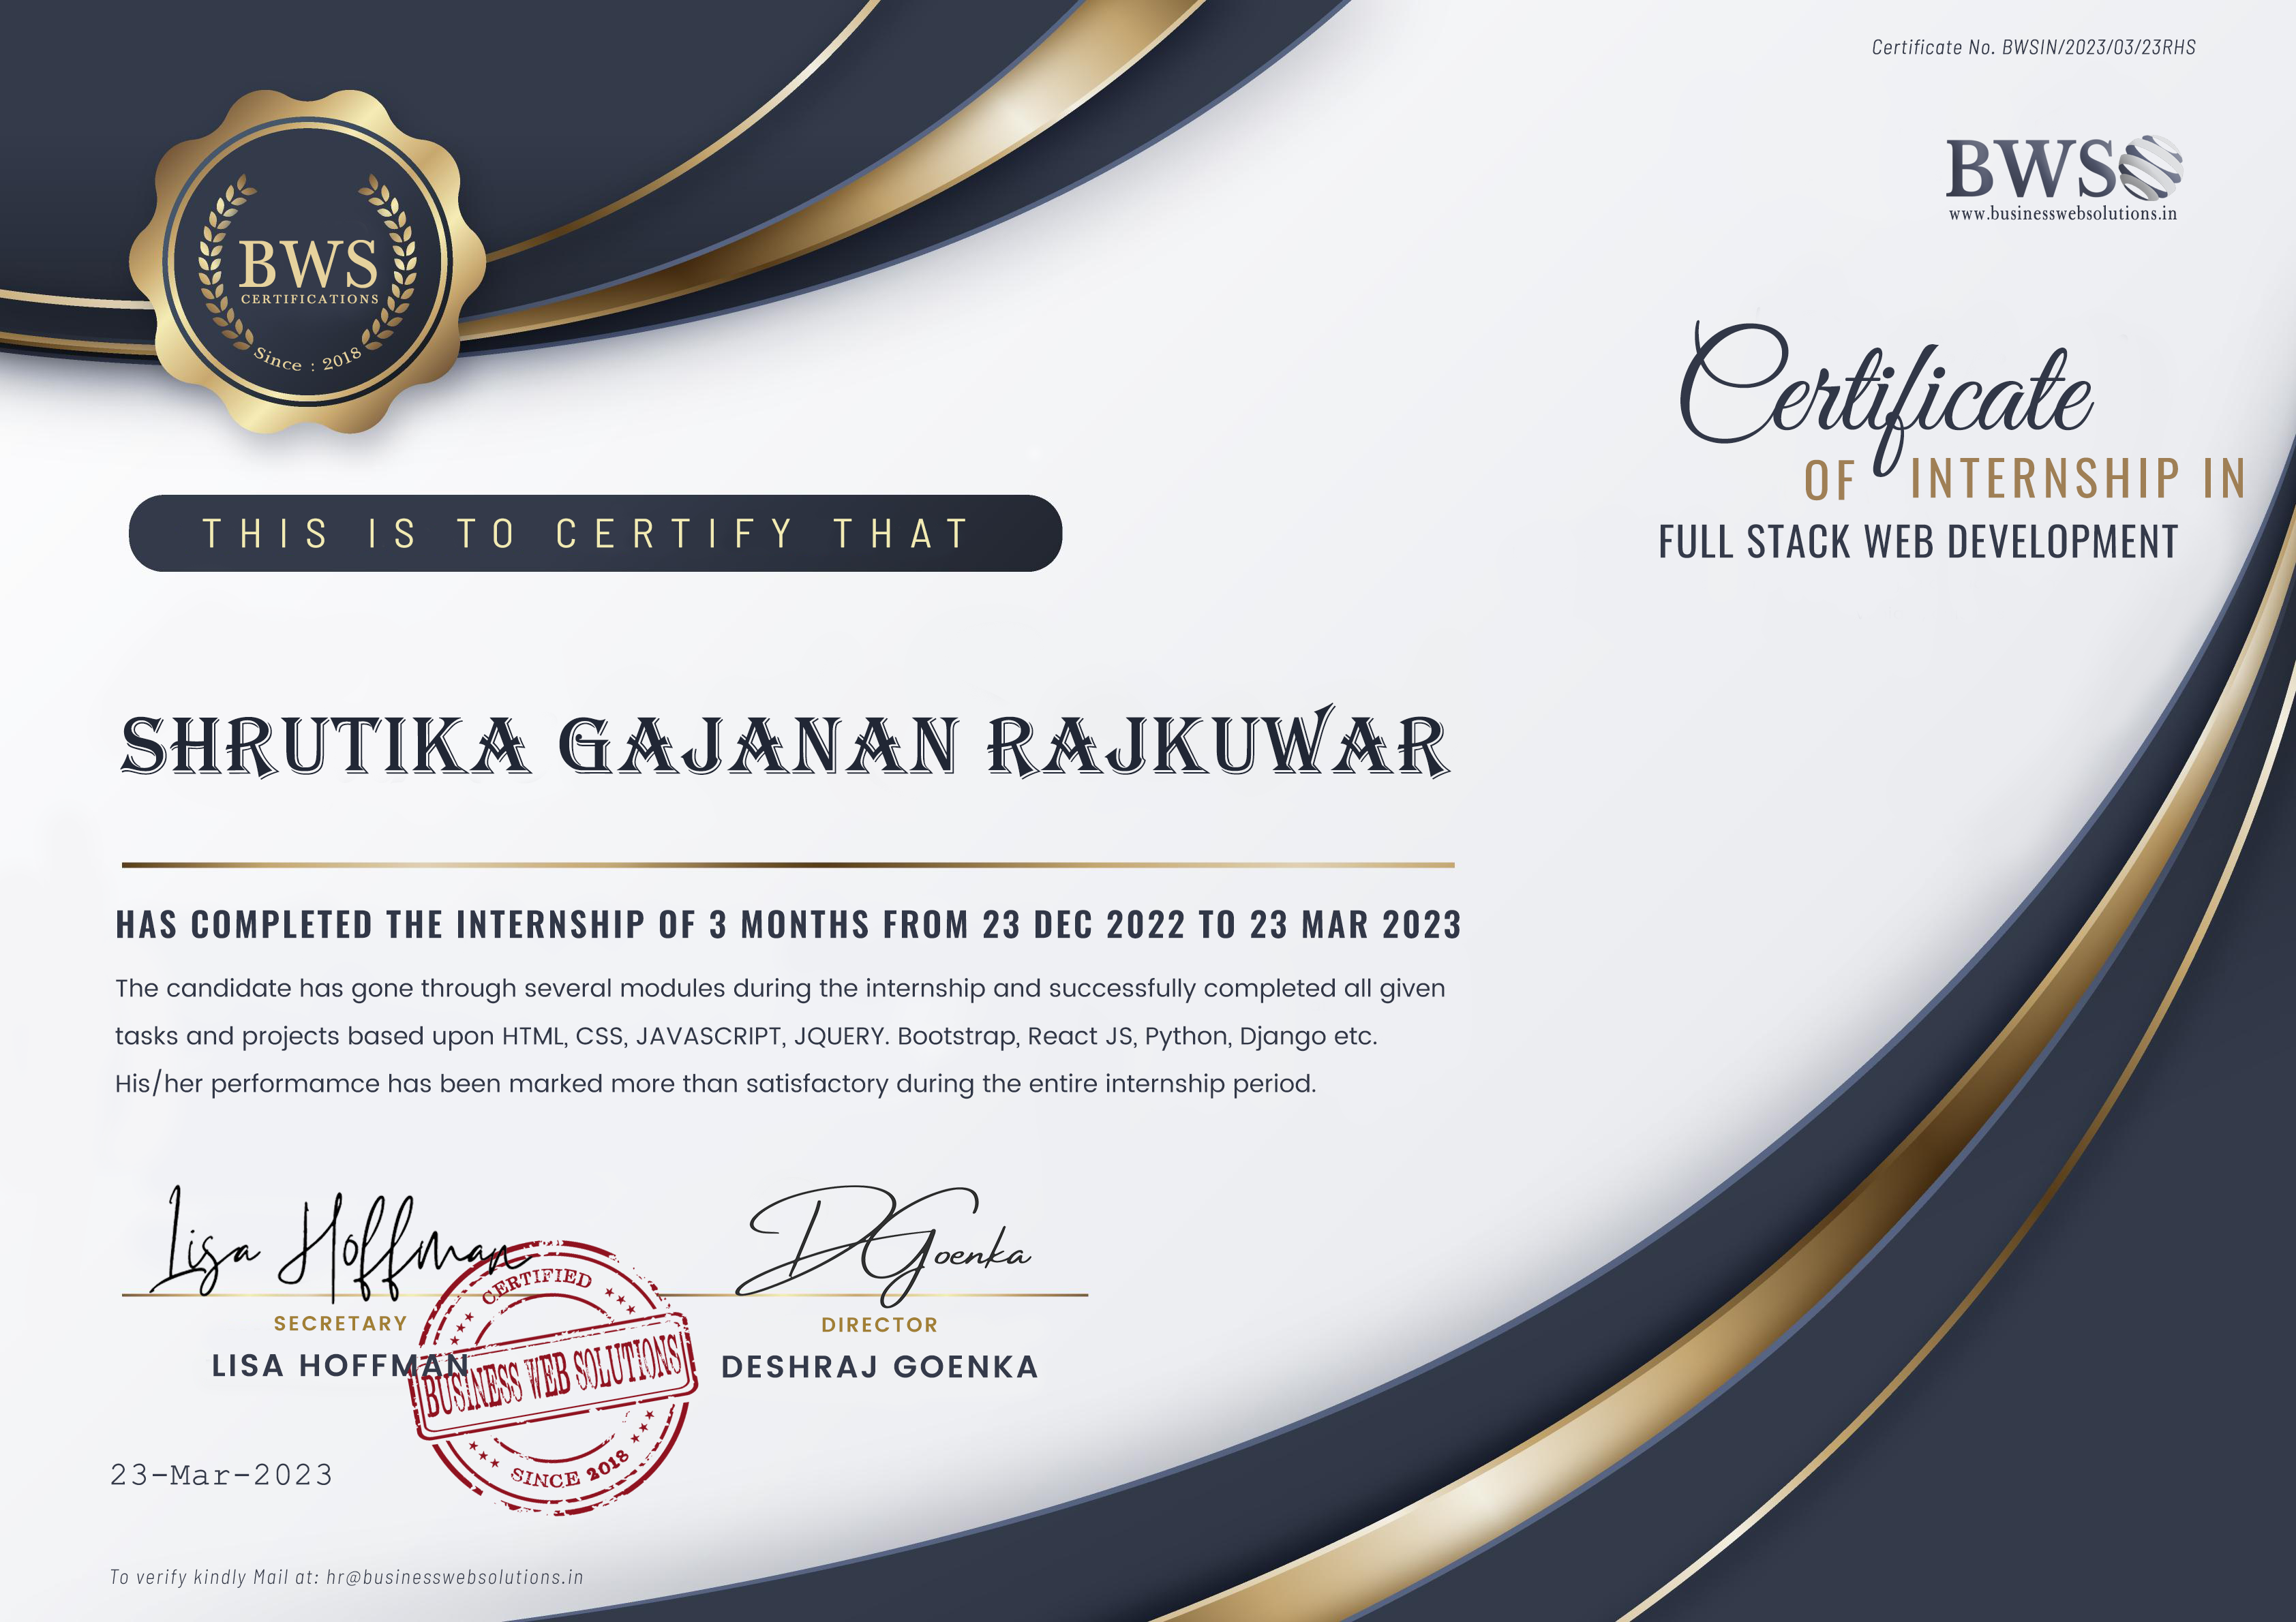 Certificate No. BWSIN/2023/03/23RHS
BWS
www.businesswebsolutions.in
BWS
CERTIFICATIONS
Since : 2018
Certificate
OF INTERNSHIP IN
FULL STACK WEB DEVELOPMENT
THIS IS TO CERTIFY THAT
SHRUTIKA GAJANAN RAJKUWAR
HAS COMPLETED THE INTERNSHIP OF 3 MONTHS FROM 23 DEC 2022 TO 23 MAR 2023
The candidate has gone through several modules during the internship and successfully completed all given
tasks and projects based upon HTML, CSS, JAVASCRIPT, JQUERY. Bootstrap, React JS, Python, Django etc.
His/her performamce has been marked more than satisfactory during the entire internship period.
Lisa Hoffman
DGoenka
SECRETARY
DIRECTOR
LISA HOFFMAN
DESHRAJ GOENKA
CERTIFIED
BUSINESS WEB SOLUTIONS
SINCE 2018
23-Mar-2023
To verify kindly Mail at: hr@businesswebsolutions.in